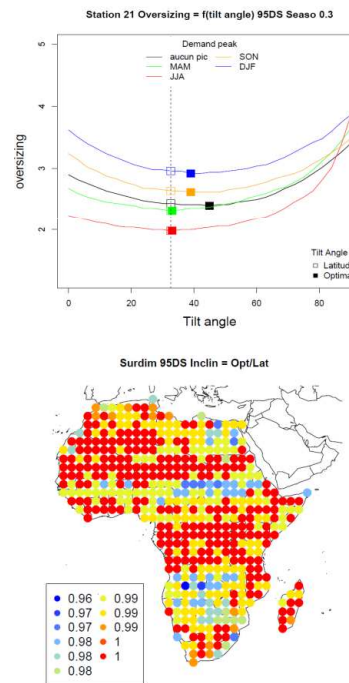 Station 21 Oversizing = f(tilt angle) 95DS Seaso 0.3
Demand peak
aucun pic
MAM
JJA
SON
DJF
oversizing
5
4
3
2
0 20 40 60 80
Tilt angle
Tilt Angle
Latitud
Optima
Surdim 95DS Inclin = Opt/Lat
0.96 0.99
0.97 0.99
0.97 0.99
0.98 1
0.98 1
0.98